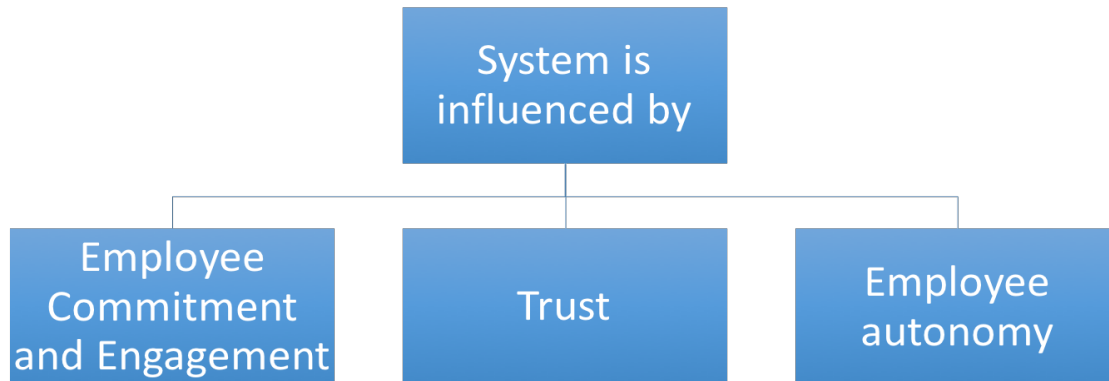 System is
influenced by
Employee
Commitment
and Engagement
Trust
Employee
autonomy